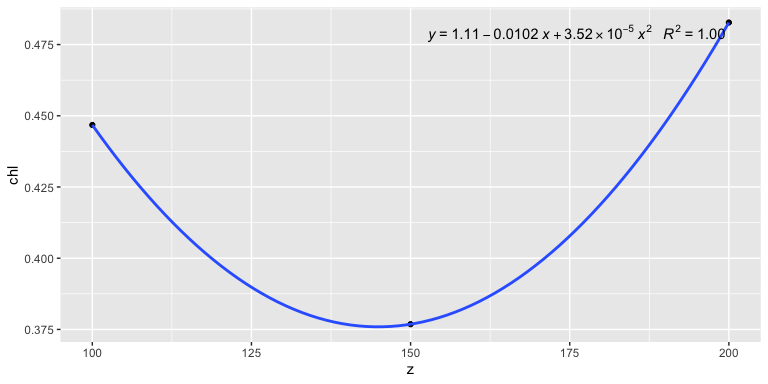 y = 1.11 − 0.0102 x + 3.52 × 10⁻⁵ x²   R² = 1.00
0.475
0.450
0.425
0.400
0.375
chl
100 125 150 175 200
z